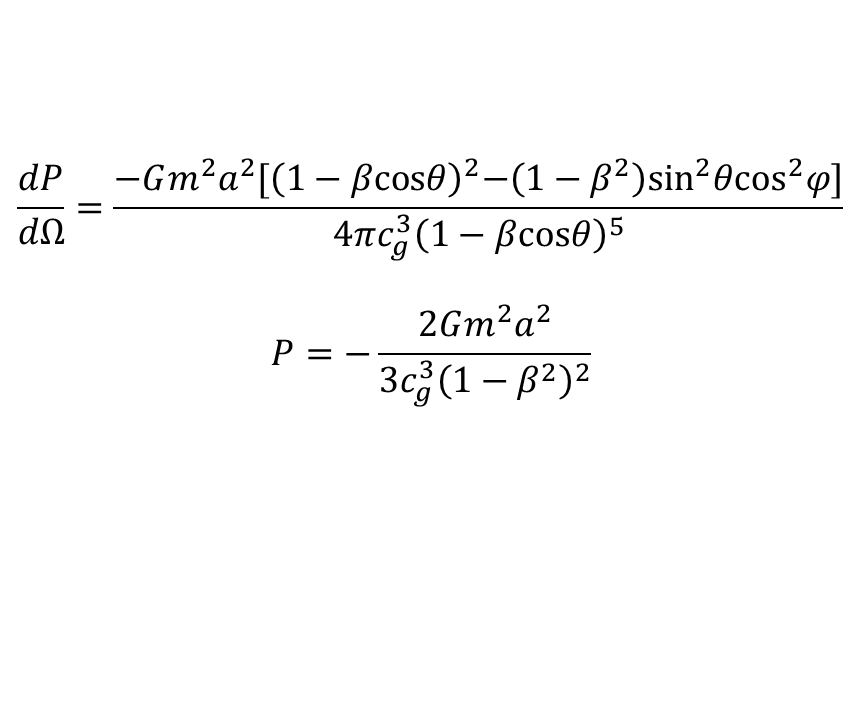 dP/dΩ = −Gm²a²[(1 − βcosθ)²−(1 − β²)sin²θcos²φ] / 4πc_g³(1 − βcosθ)⁵
P = − 2Gm²a² / 3c_g³(1 − β²)²